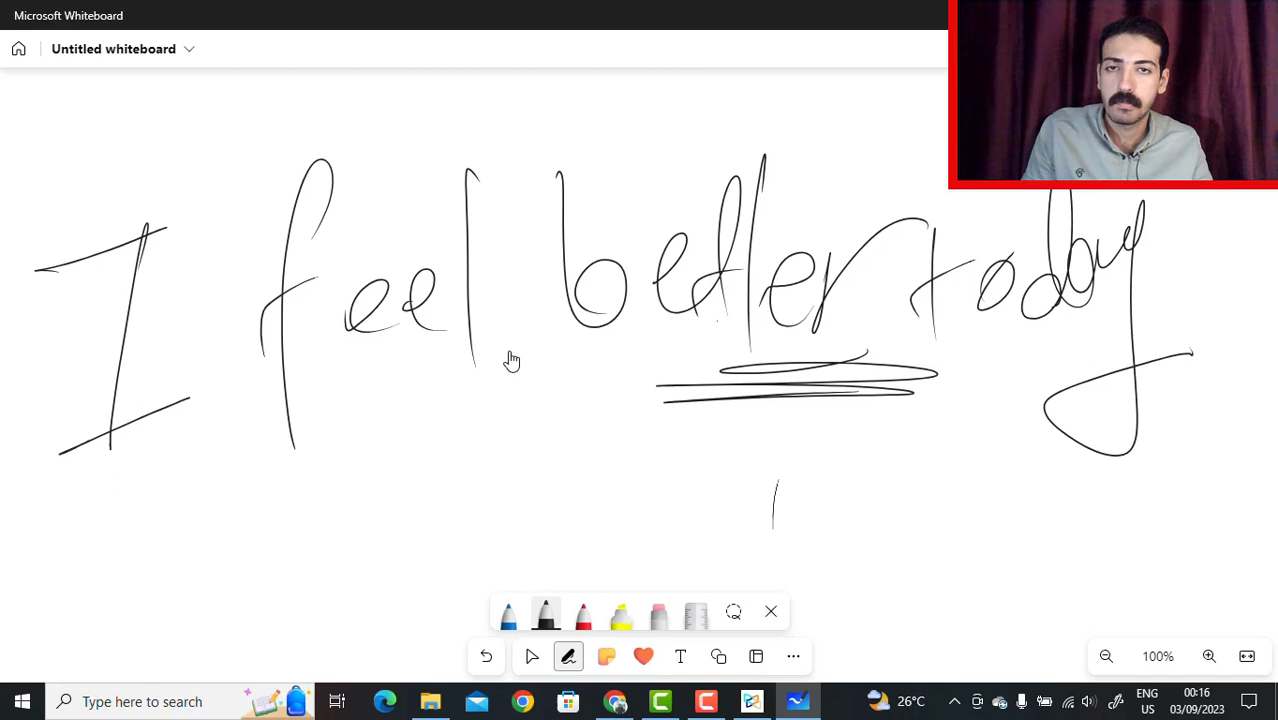 Microsoft Whiteboard
Untitled whiteboard
I feel better today
100%
Type here to search
26°C
ENG
US
00:16
03/09/2023